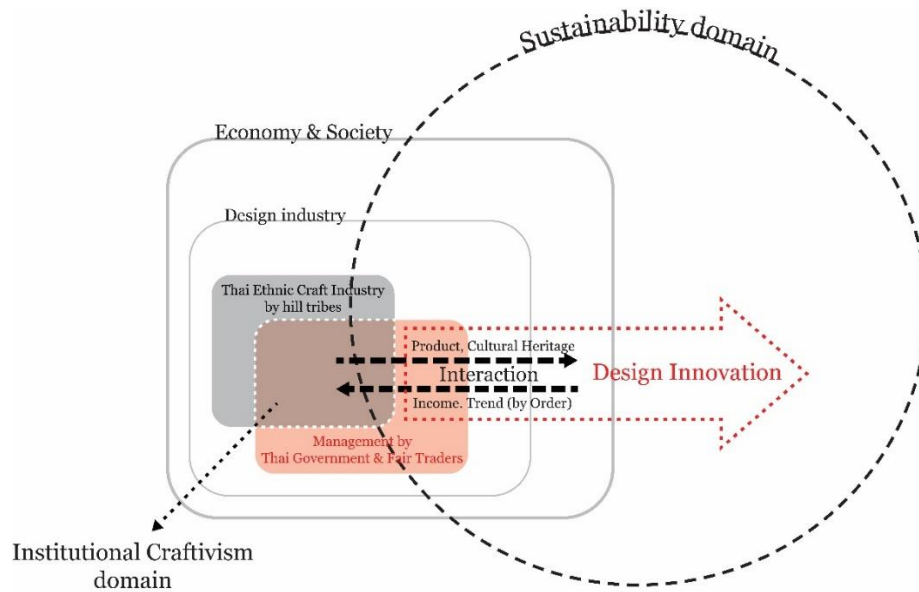 Sustainability domain
Economy & Society
Design industry
Thai Ethnic Craft Industry
by hill tribes
Product, Cultural Heritage
Interaction
Income. Trend (by Order)
Design Innovation
Management by
Thai Government & Fair Traders
Institutional Craftivism
domain